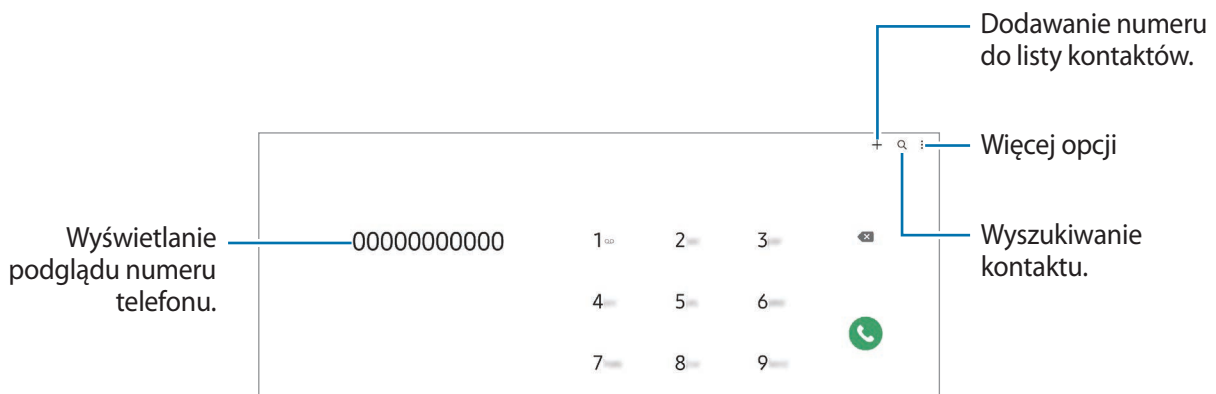 Dodawanie numeru
do listy kontaktów.
Więcej opcji
Wyświetlanie
podglądu numeru
telefonu.
00000000000
1 2 3
Wyszukiwanie
kontaktu.
4 5 6
7 8 9